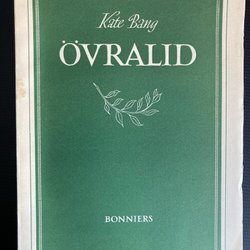 Kate Bang
ÖVRALID
BONNIERS